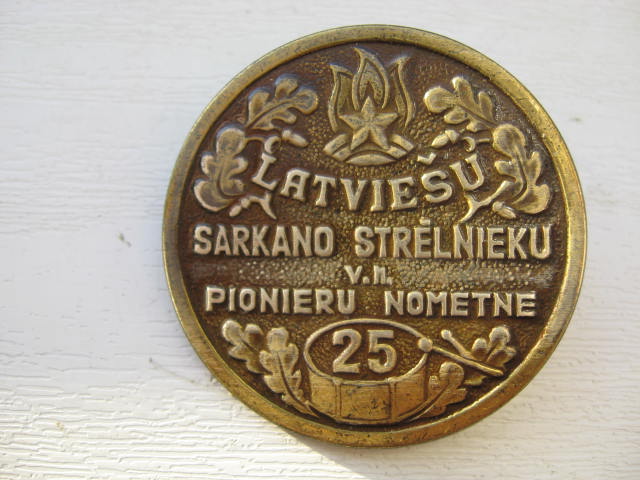 LATVIEŠU
SARKANO STRĒLNIEKU
v.n.
PIONIERU NOMETNE
25